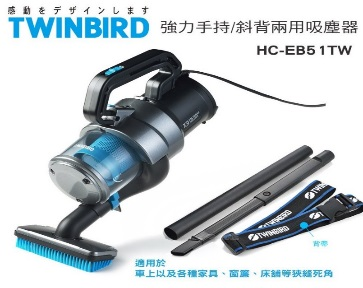 感動をデザインします
TWINBIRD
強力手持/斜背兩用吸塵器
HC-EB51TW
TWINBIRD
TWINBIRD
背帶
適用於
車上以及各種家具、窗簾、床舖等狹縫死角